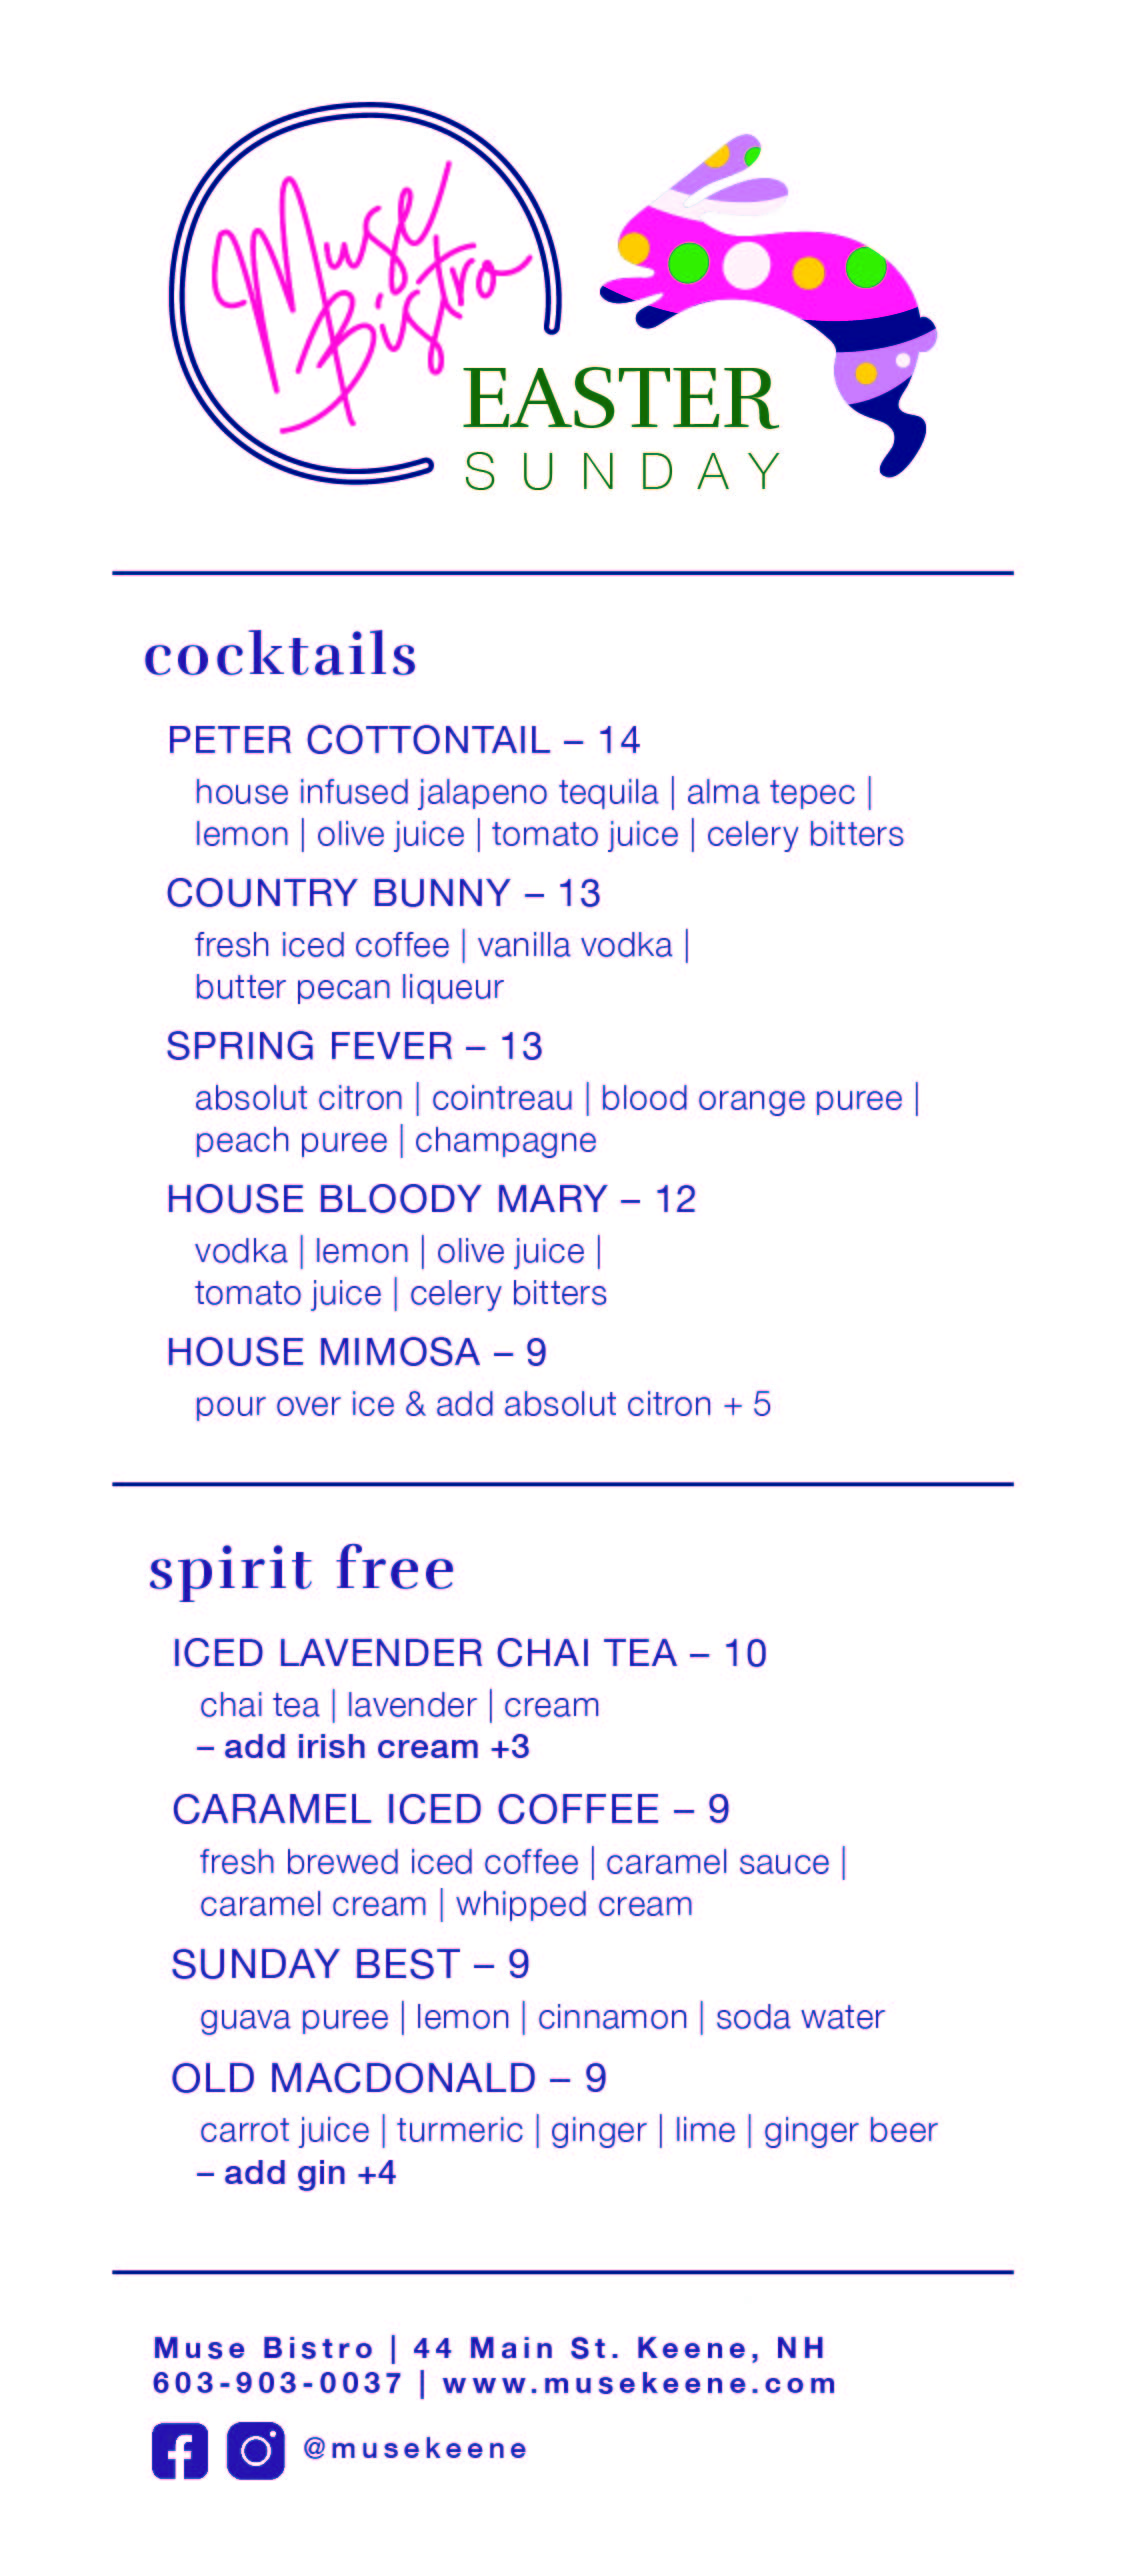 Muse
Bistro
EASTER
SUNDAY
cocktails
PETER COTTONTAIL – 14
house infused jalapeno tequila | alma tepec |
lemon | olive juice | tomato juice | celery bitters
COUNTRY BUNNY – 13
fresh iced coffee | vanilla vodka |
butter pecan liqueur
SPRING FEVER – 13
absolut citron | cointreau | blood orange puree |
peach puree | champagne
HOUSE BLOODY MARY – 12
vodka | lemon | olive juice |
tomato juice | celery bitters
HOUSE MIMOSA – 9
pour over ice & add absolut citron + 5
spirit free
ICED LAVENDER CHAI TEA – 10
chai tea | lavender | cream
– add irish cream +3
CARAMEL ICED COFFEE – 9
fresh brewed iced coffee | caramel sauce |
caramel cream | whipped cream
SUNDAY BEST – 9
guava puree | lemon | cinnamon | soda water
OLD MACDONALD – 9
carrot juice | turmeric | ginger | lime | ginger beer
– add gin +4
Muse Bistro | 44 Main St. Keene, NH
603-903-0037 | www.musekeene.com
@musekeene